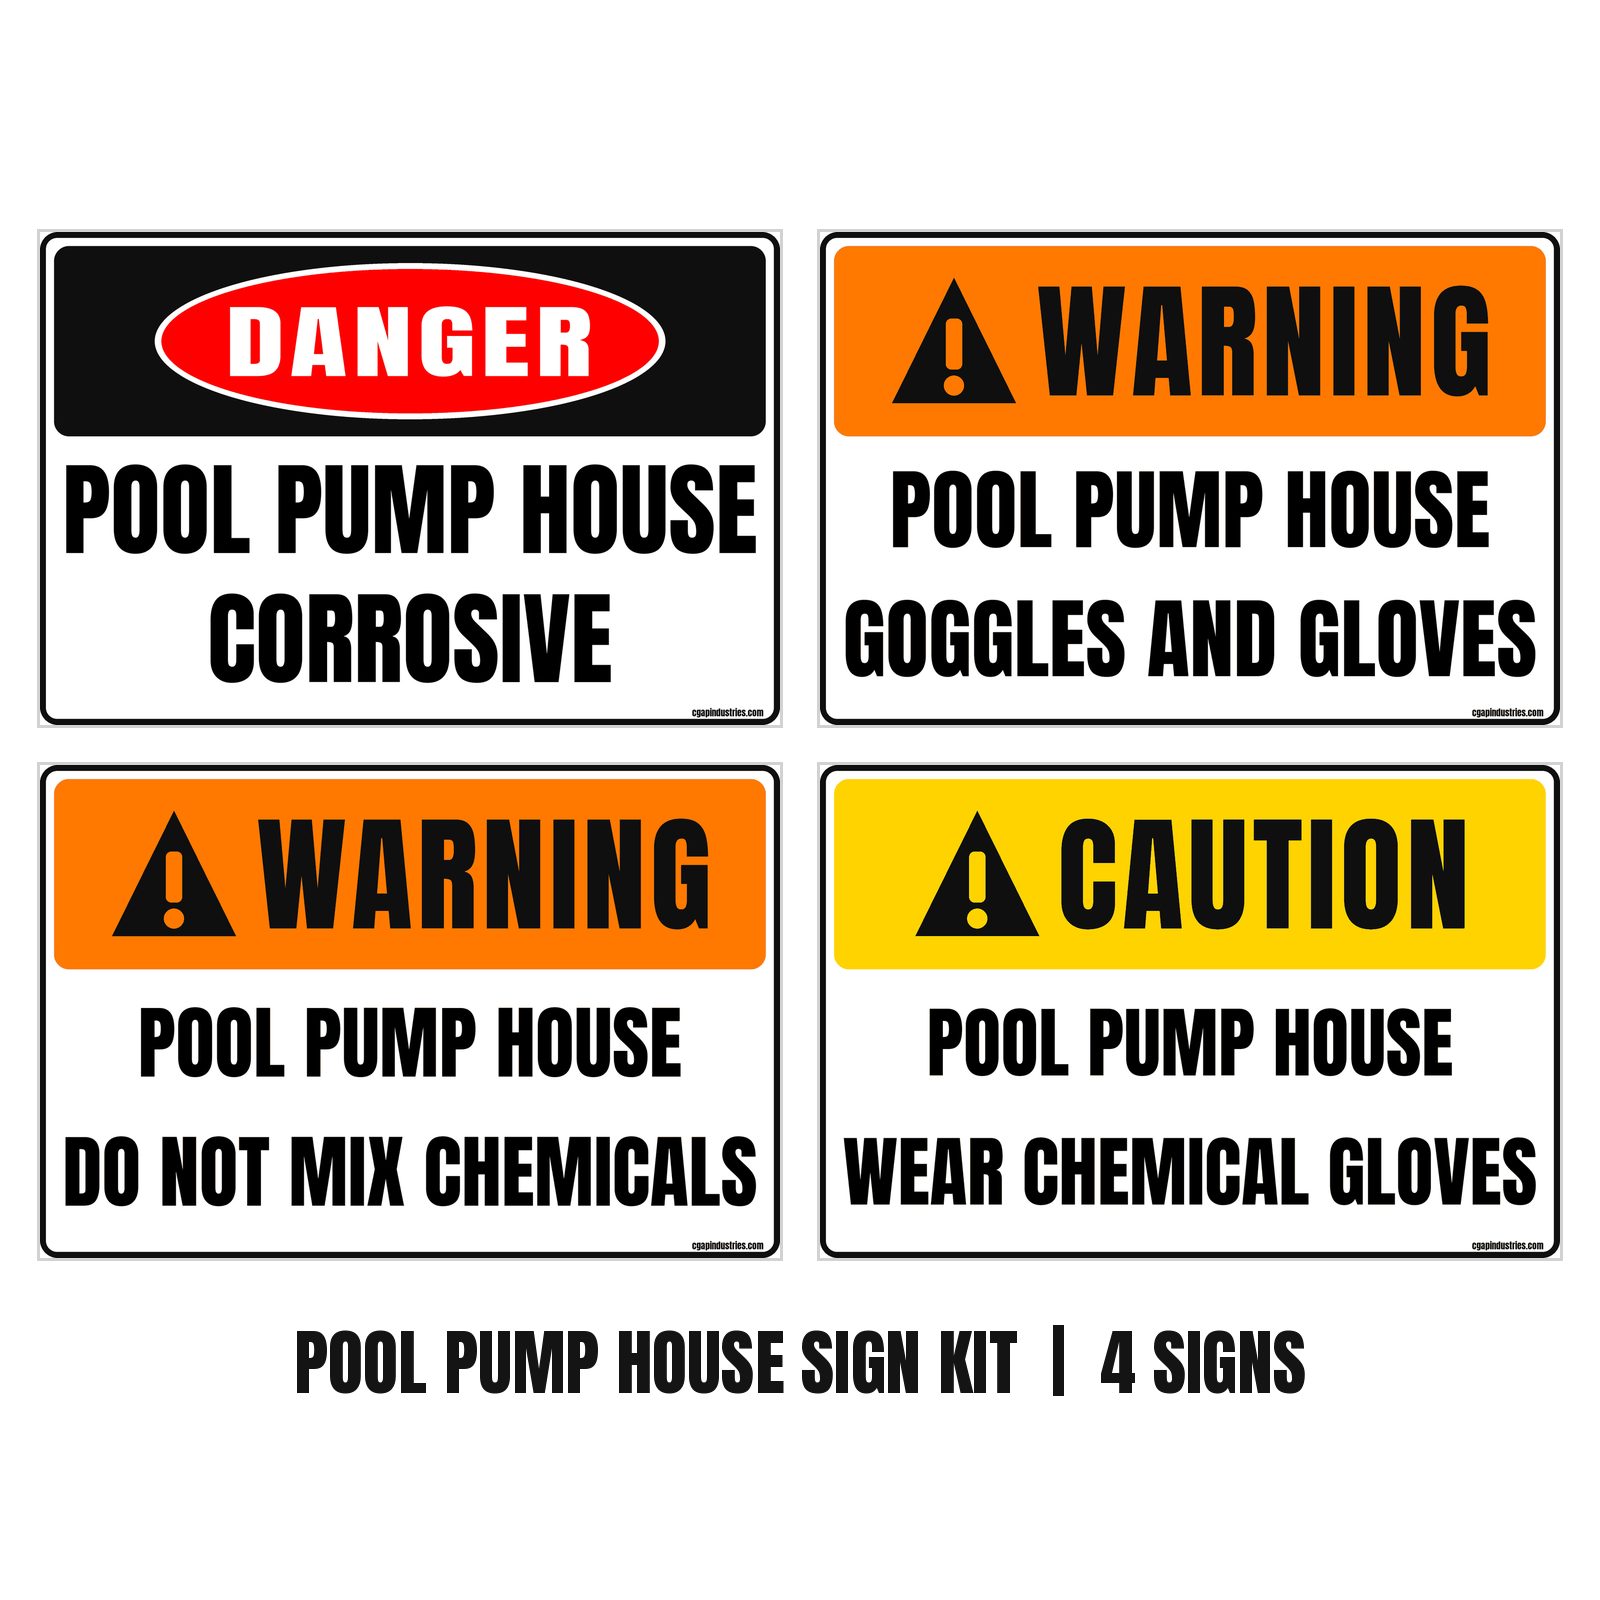 DANGER
POOL PUMP HOUSE
CORROSIVE
cgapindustries.com
WARNING
POOL PUMP HOUSE
GOGGLES AND GLOVES
cgapindustries.com
WARNING
POOL PUMP HOUSE
DO NOT MIX CHEMICALS
cgapindustries.com
CAUTION
POOL PUMP HOUSE
WEAR CHEMICAL GLOVES
cgapindustries.com
POOL PUMP HOUSE SIGN KIT | 4 SIGNS